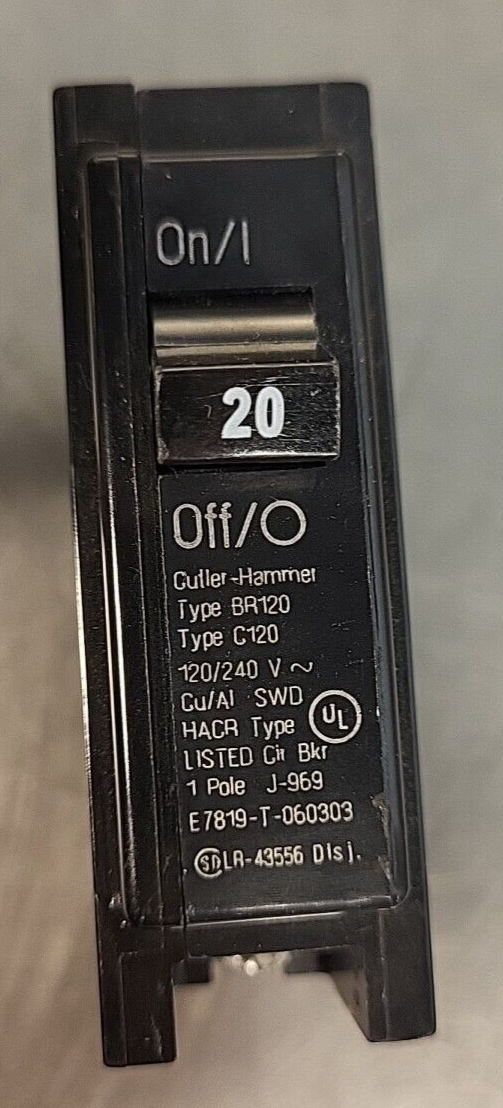 On/I
20
Off/O
Cutler-Hammer
Type BR120
Type C120
120/240 V ~
Cu/Al SWD
HACR Type UL
LISTED Cir Bkr
1 Pole J-969
E7819-T-060303
LR-43556 Disj.